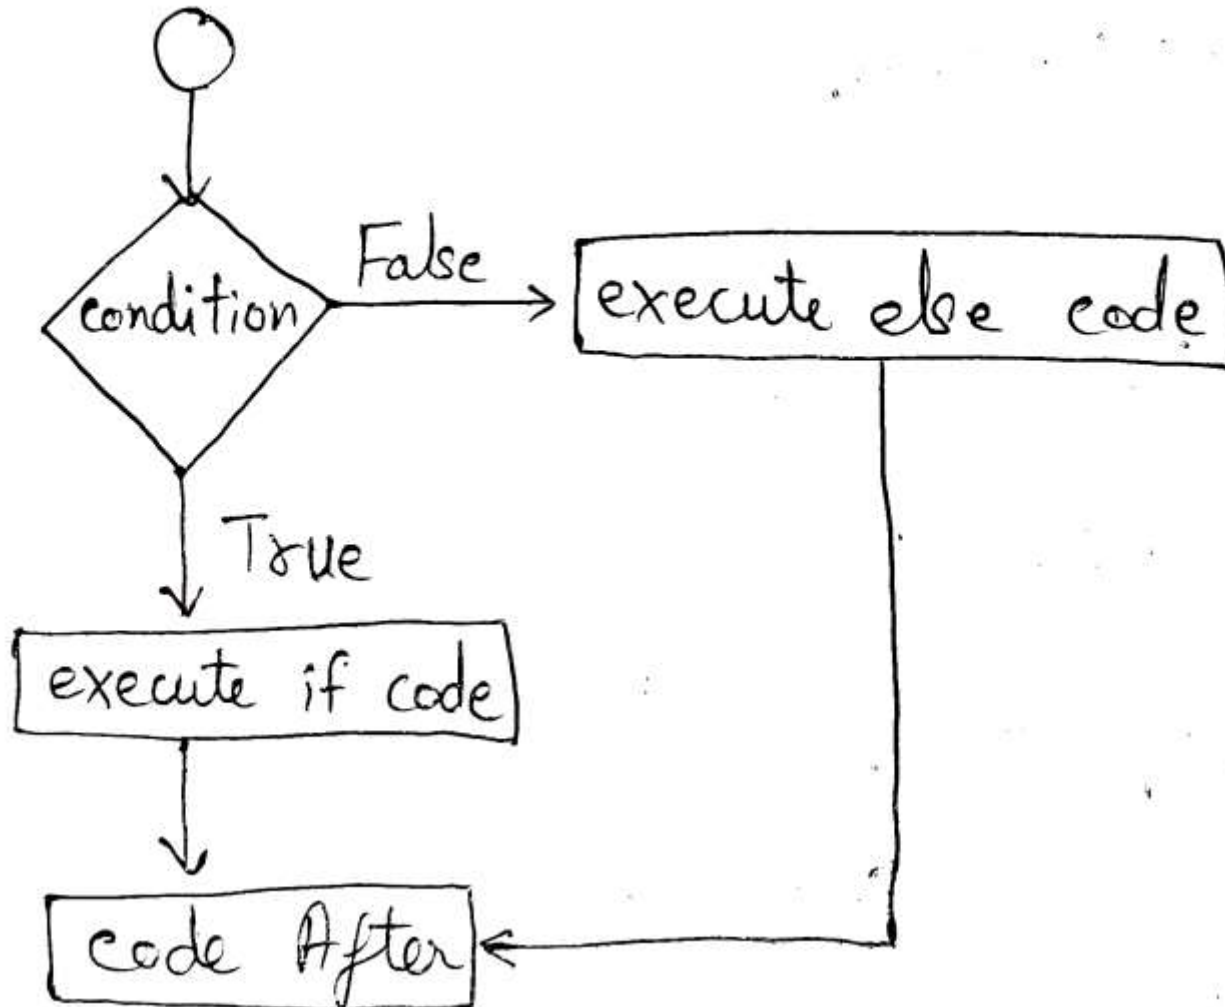 False
condition
execute else code
True
execute if code
code After